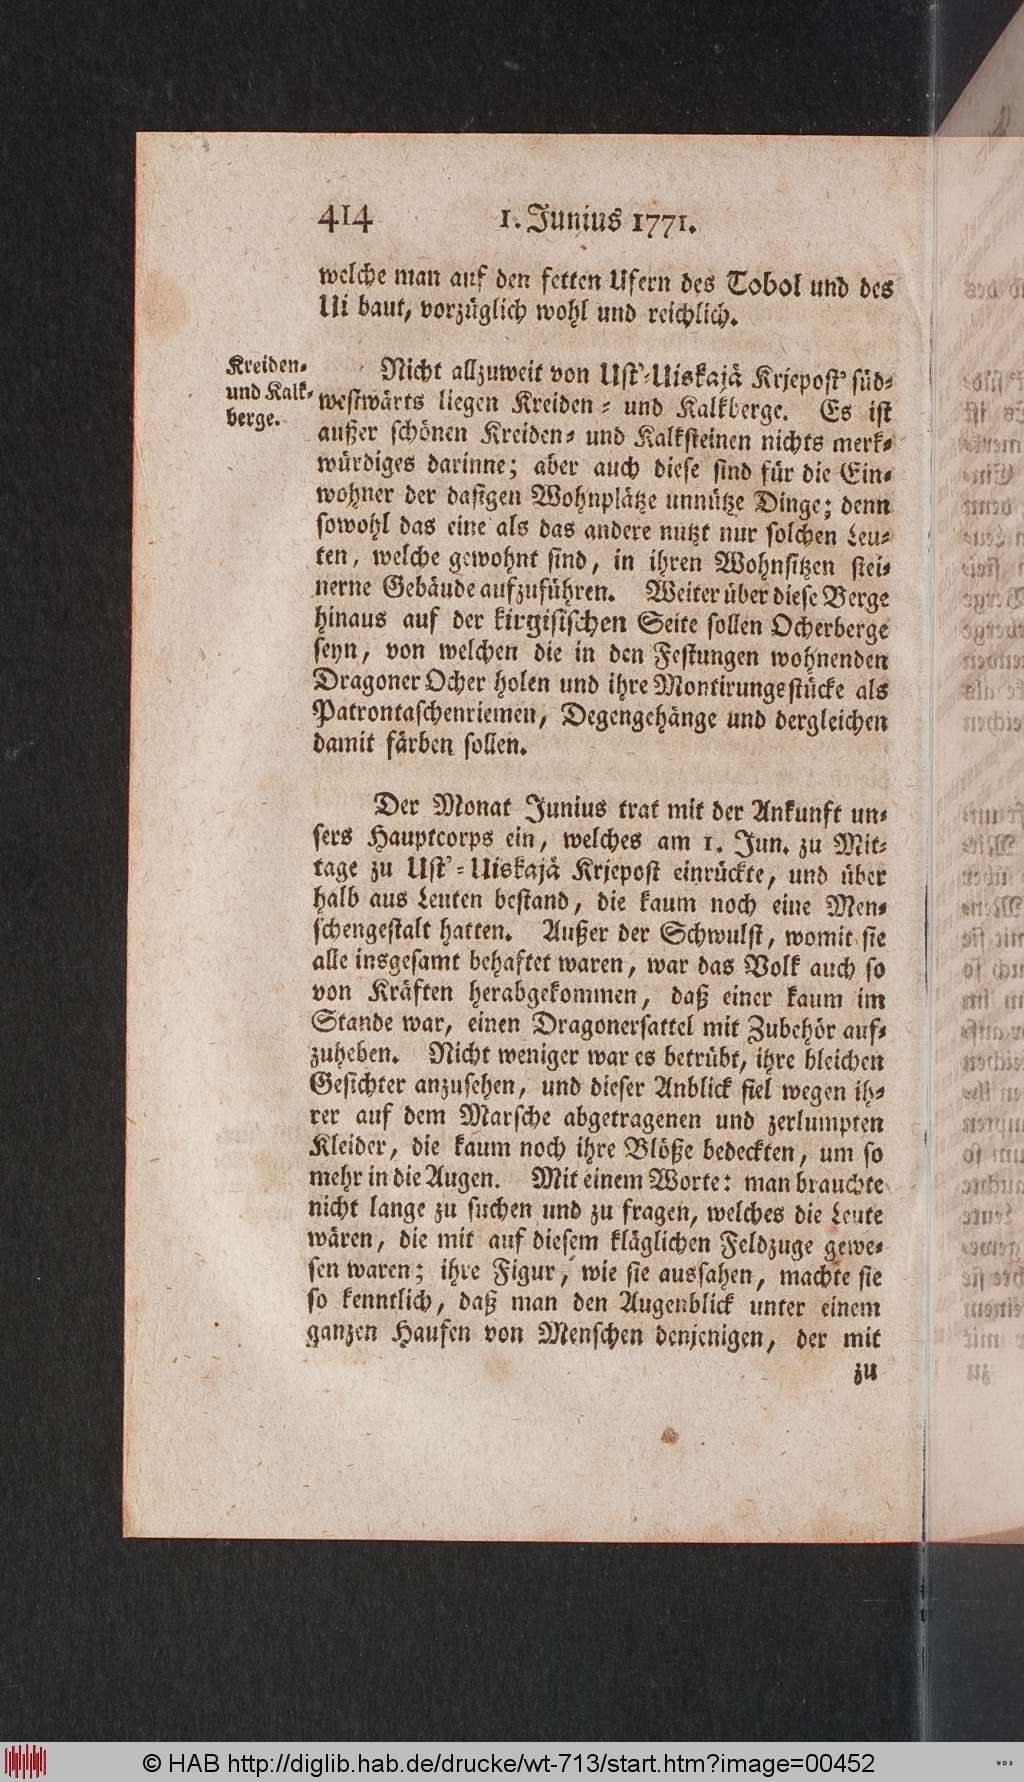 414 1. Junius 1771.
welche man auf den fetten Ufern des Tobol und des
Ui baut, vorzüglich wohl und reichlich.
Kreiden-
und Kalk-
berge.
Nicht allzuweit von Ust'-Uiskajä Krjepost' süd-
westwärts liegen Kreiden- und Kalkberge. Es ist
außer schönen Kreiden- und Kalksteinen nichts merk-
würdiges darinne; aber auch diese sind für die Ein-
wohner der dasigen Wohnplätze unnütze Dinge; denn
sowohl das eine als das andere nutzt nur solchen Leu-
ten, welche gewohnt sind, in ihren Wohnsitzen stei-
nerne Gebäude aufzuführen. Weiter über diese Berge
hinaus auf der kirgisischen Seite sollen Ocherberge
seyn, von welchen die in den Festungen wohnenden
Dragoner Ocher holen und ihre Montirungsstücke als
Patrontaschenriemen, Degengehänge und dergleichen
damit färben sollen.
Der Monat Junius trat mit der Ankunft un-
sers Hauptcorps ein, welches am 1. Jun. zu Mit-
tage zu Ust'-Uiskajä Krjepost einrückte, und über
halb aus Leuten bestand, die kaum noch eine Men-
schengestalt hatten. Außer der Schwulst, womit sie
alle insgesamt behaftet waren, war das Volk auch so
von Kräften herabgekommen, daß einer kaum im
Stande war, einen Dragonersattel mit Zubehör auf-
zuheben. Nicht weniger war es betrübt, ihre bleichen
Gesichter anzusehen, und dieser Anblick fiel wegen ih-
rer auf dem Marsche abgetragenen und zerlumpten
Kleider, die kaum noch ihre Blöße bedeckten, um so
mehr in die Augen. Mit einem Worte: man brauchte
nicht lange zu suchen und zu fragen, welches die Leute
wären, die mit auf diesem kläglichen Feldzuge gewe-
sen waren; ihre Figur, wie sie aussahen, machte sie
so kenntlich, daß man den Augenblick unter einem
ganzen Haufen von Menschen denjenigen, der mit
zu
© HAB http://diglib.hab.de/drucke/wt-713/start.htm?image=00452